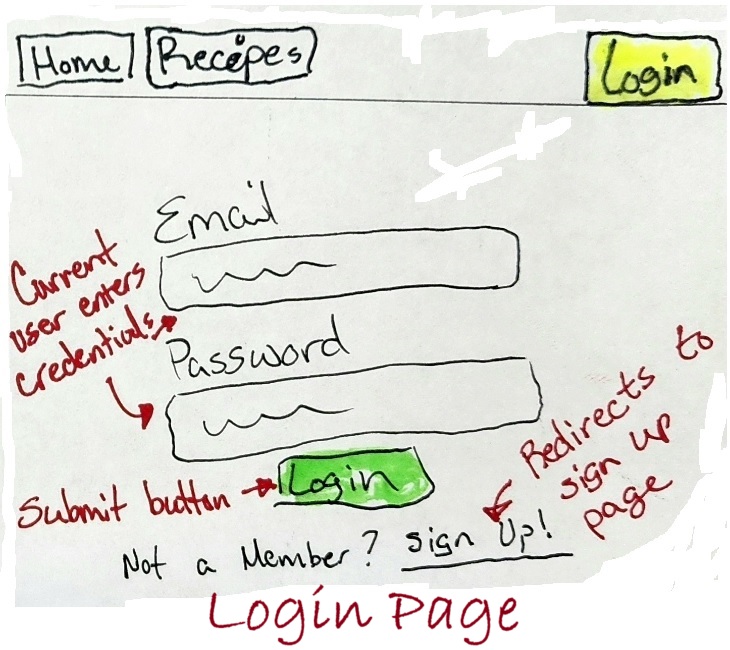 Home
Recipes
Login
Email
Current
user enters
credentials
Password
Login
Submit button
Redirects to
sign up
page
Not a Member? Sign Up!
Login Page